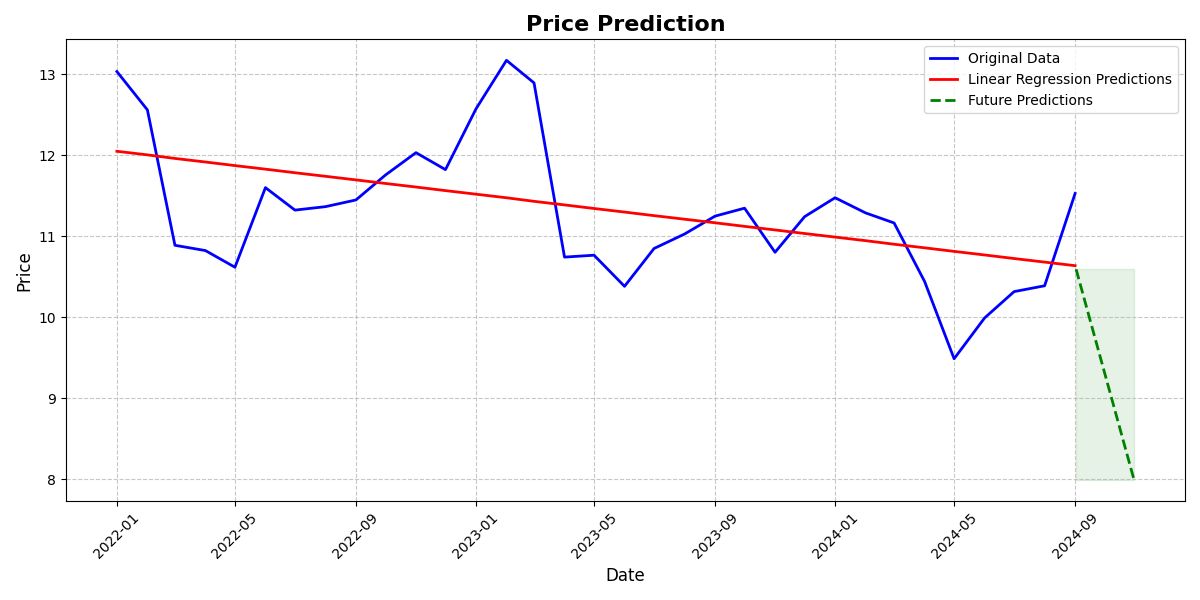 Price Prediction
Original Data
Linear Regression Predictions
Future Predictions
Price
13
12
11
10
9
8
2022-01
2022-05
2022-09
2023-01
2023-05
2023-09
2024-01
2024-05
2024-09
Date